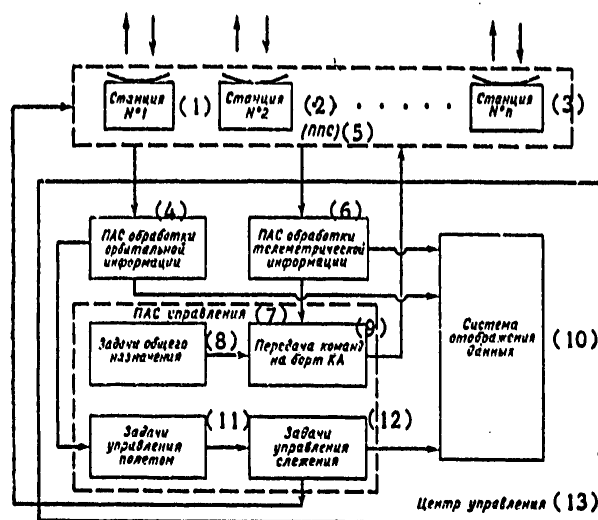 Станция №1 (1)
Станция №2 (2)
. . . . .
Станция №n (3)
(ППС) (5)
(4)
ПАС обработки
орбитальной
информации
(6)
ПАС обработки
телеметрической
информации
ПАС управления (7)
Задачи общего
назначения
(8)
(9)
Передача команд
на борт КА
Система
отображения
данных
(10)
Задачи
управления
полетом
(11)
Задачи
управления
слежения
(12)
Центр управления (13)